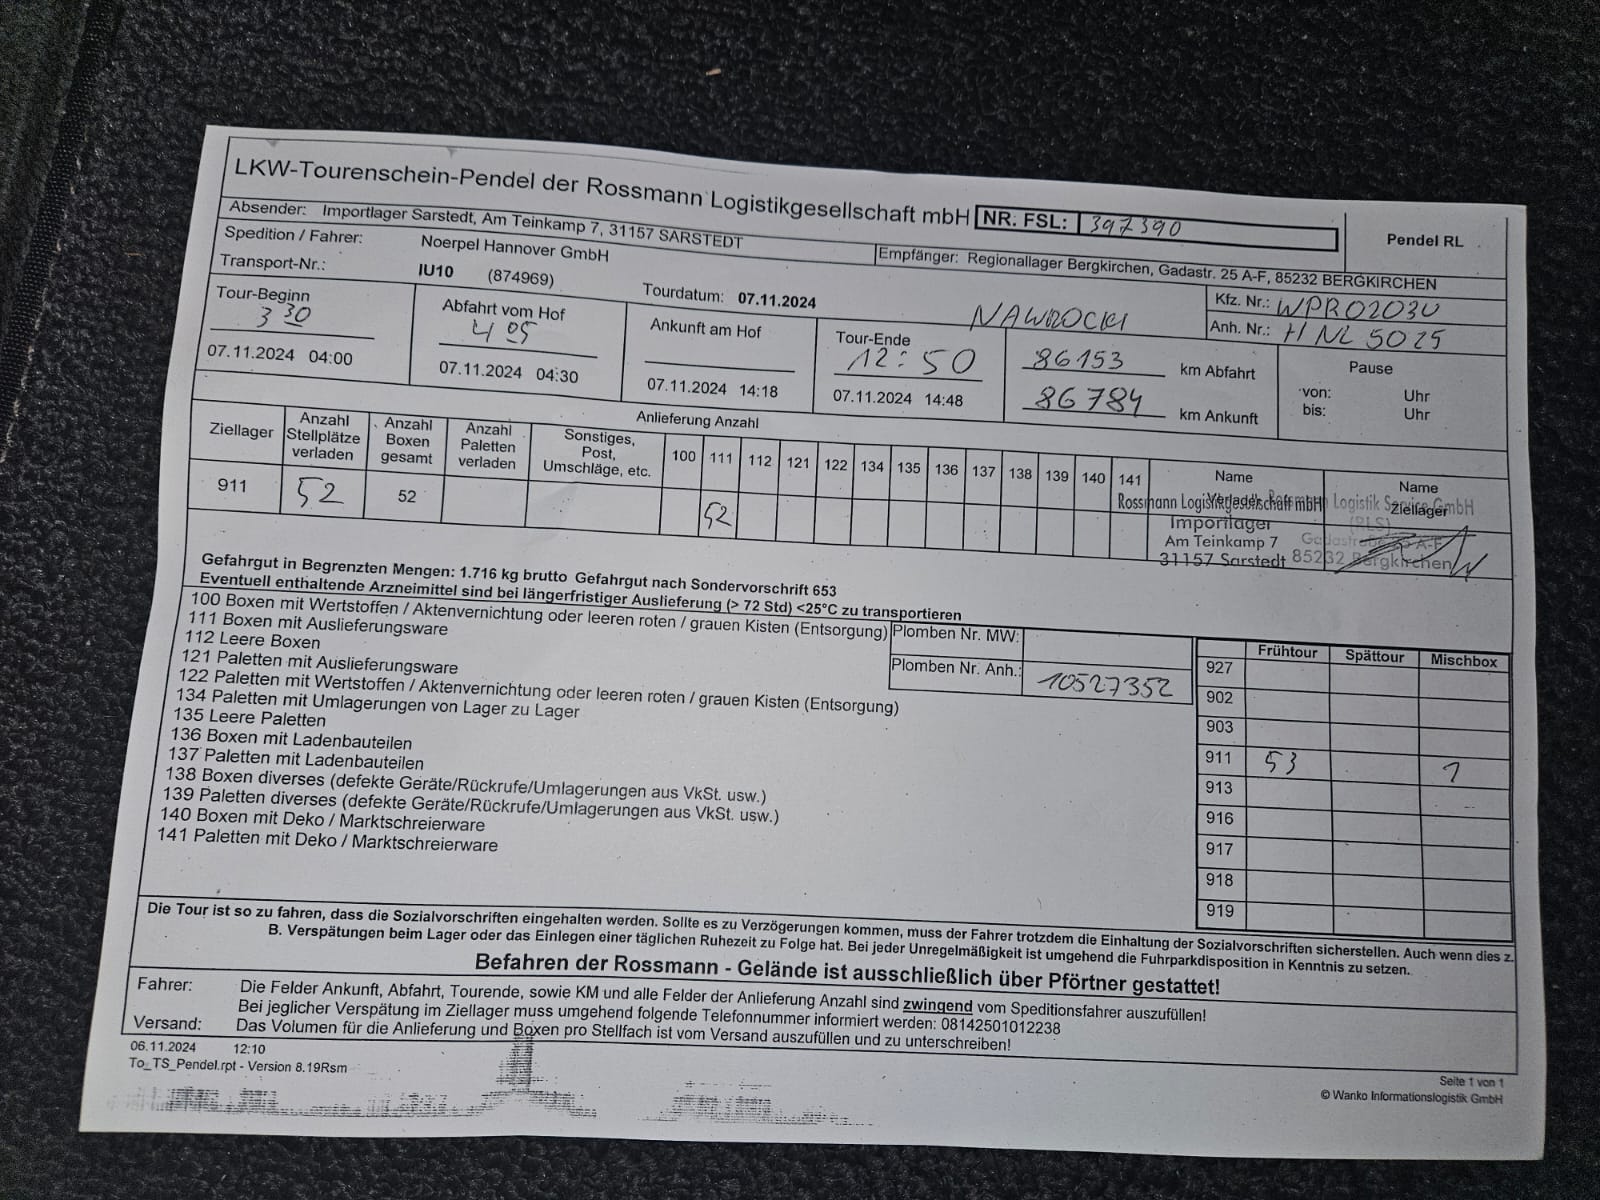 LKW-Tourenschein-Pendel der Rossmann Logistikgesellschaft mbH NR. FSL: 397390 Pendel RL
Absender: Importlager Sarstedt, Am Teinkamp 7, 31157 SARSTEDT
Empfänger: Regionallager Bergkirchen, Gadastr. 25 A-F, 85232 BERGKIRCHEN
Spedition / Fahrer: Noerpel Hannover GmbH
Transport-Nr.: IU10 (874969) Tourdatum: 07.11.2024
NAWROCKI
Kfz. Nr.: WPRO203U
Anh. Nr.: H NL 5025
Tour-Beginn Abfahrt vom Hof Ankunft am Hof Tour-Ende
3 30 4 05 12:50
07.11.2024 04:00 07.11.2024 04:30 07.11.2024 14:18 07.11.2024 14:48
86153 km Abfahrt
86784 km Ankunft
Pause
von: Uhr
bis: Uhr
Anlieferung Anzahl
Ziellager Anzahl Stellplätze verladen Anzahl Boxen gesamt Anzahl Paletten verladen Sonstiges, Post, Umschläge, etc. 100 111 112 121 122 134 135 136 137 138 139 140 141 Name Verlader Name Ziellager
911 52 52 52
Rossmann Logistikgesellschaft mbH
Importlager
Am Teinkamp 7
31157 Sarstedt
Logistik Service GmbH
(RLS)
85232 Bergkirchen
Gefahrgut in Begrenzten Mengen: 1.716 kg brutto Gefahrgut nach Sondervorschrift 653
Eventuell enthaltende Arzneimittel sind bei längerfristiger Auslieferung (> 72 Std) <25°C zu transportieren
100 Boxen mit Wertstoffen / Aktenvernichtung oder leeren roten / grauen Kisten (Entsorgung)
111 Boxen mit Auslieferungsware
112 Leere Boxen
121 Paletten mit Auslieferungsware
122 Paletten mit Wertstoffen / Aktenvernichtung oder leeren roten / grauen Kisten (Entsorgung)
134 Paletten mit Umlagerungen von Lager zu Lager
135 Leere Paletten
136 Boxen mit Ladenbauteilen
137 Paletten mit Ladenbauteilen
138 Boxen diverses (defekte Geräte/Rückrufe/Umlagerungen aus VkSt. usw.)
139 Paletten diverses (defekte Geräte/Rückrufe/Umlagerungen aus VkSt. usw.)
140 Boxen mit Deko / Marktschreierware
141 Paletten mit Deko / Marktschreierware
Plomben Nr. MW:
Plomben Nr. Anh.: 10527352
Frühtour Spättour Mischbox
927
902
903
911 53 1
913
916
917
918
919
Die Tour ist so zu fahren, dass die Sozialvorschriften eingehalten werden. Sollte es zu Verzögerungen kommen, muss der Fahrer trotzdem die Einhaltung der Sozialvorschriften sicherstellen. Auch wenn dies z.
B. Verspätungen beim Lager oder das Einlegen einer täglichen Ruhezeit zu Folge hat. Bei jeder Unregelmäßigkeit ist umgehend die Fuhrparkdisposition in Kenntnis zu setzen.
Befahren der Rossmann - Gelände ist ausschließlich über Pförtner gestattet!
Fahrer: Die Felder Ankunft, Abfahrt, Tourende, sowie KM und alle Felder der Anlieferung Anzahl sind zwingend vom Speditionsfahrer auszufüllen!
Bei jeglicher Verspätung im Ziellager muss umgehend folgende Telefonnummer informiert werden: 08142501012238
Versand: Das Volumen für die Anlieferung und Boxen pro Stellfach ist vom Versand auszufüllen und zu unterschreiben!
06.11.2024 12:10
To_TS_Pendel.rpt - Version 8.19Rsm
Seite 1 von 1
© Wanko Informationslogistik GmbH